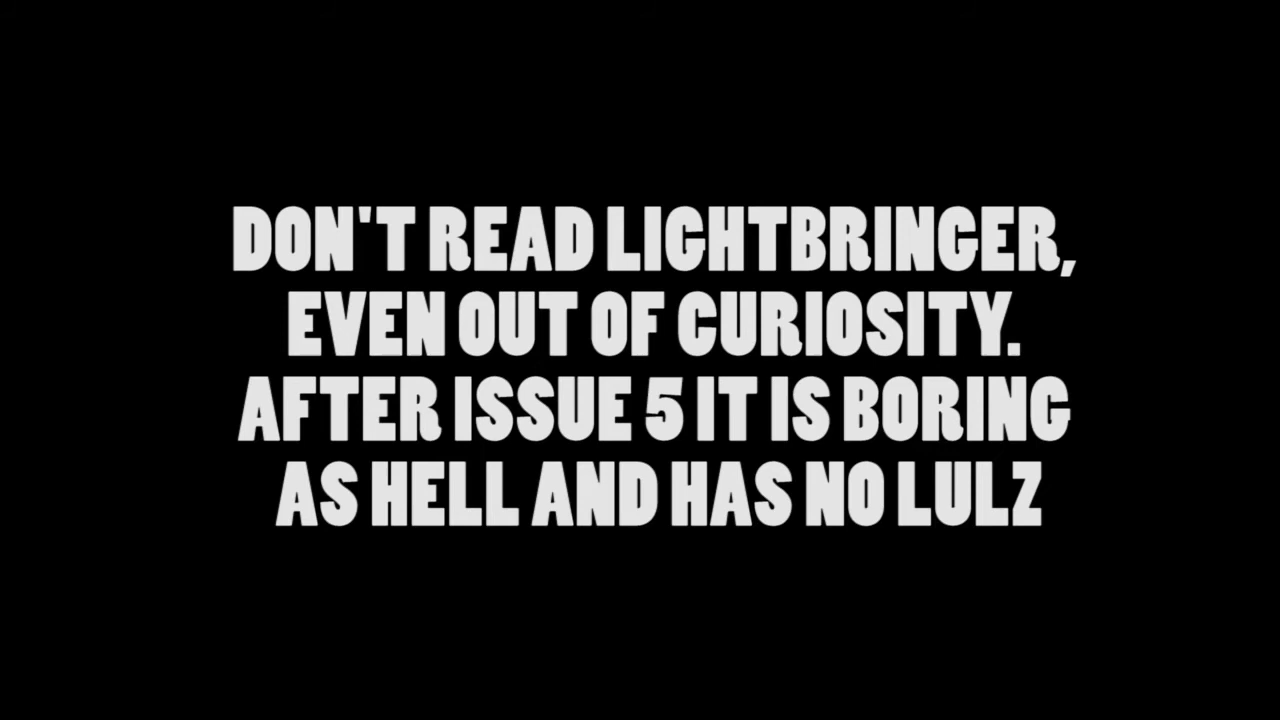 DON'T READ LIGHTBRINGER,
EVEN OUT OF CURIOSITY.
AFTER ISSUE 5 IT IS BORING
AS HELL AND HAS NO LULZ